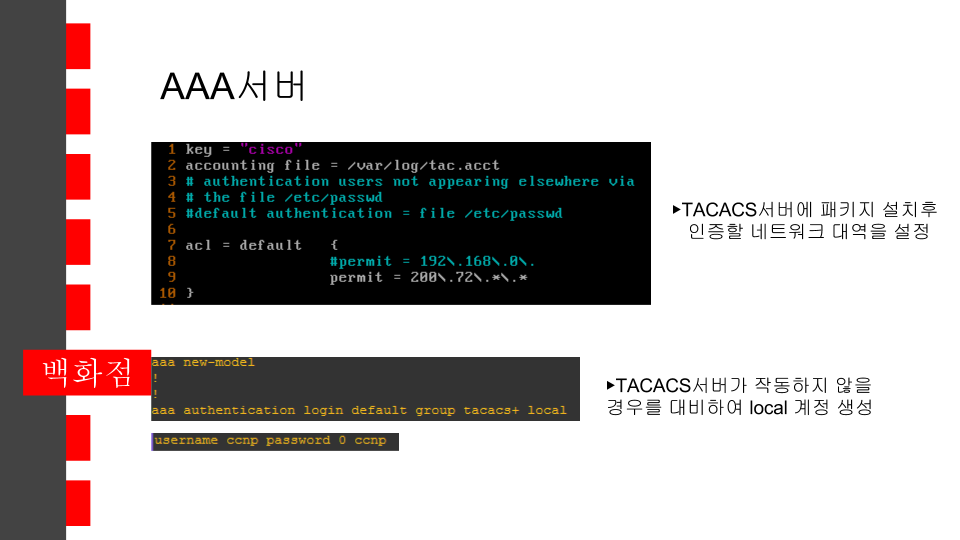 AAA서버
1 key = "cisco"
2 accounting file = /var/log/tac.acct
3 # authentication users not appearing elsewhere via
4 # the file /etc/passwd
5 #default authentication = file /etc/passwd
6
7 acl = default {
8 #permit = 192\.168\.0\.
9 permit = 200\.72\.*\.*
10 }
▶TACACS서버에 패키지 설치후
인증할 네트워크 대역을 설정
백화점
aaa new-model
!
!
aaa authentication login default group tacacs+ local
username ccnp password 0 ccnp
▶TACACS서버가 작동하지 않을
경우를 대비하여 local 계정 생성